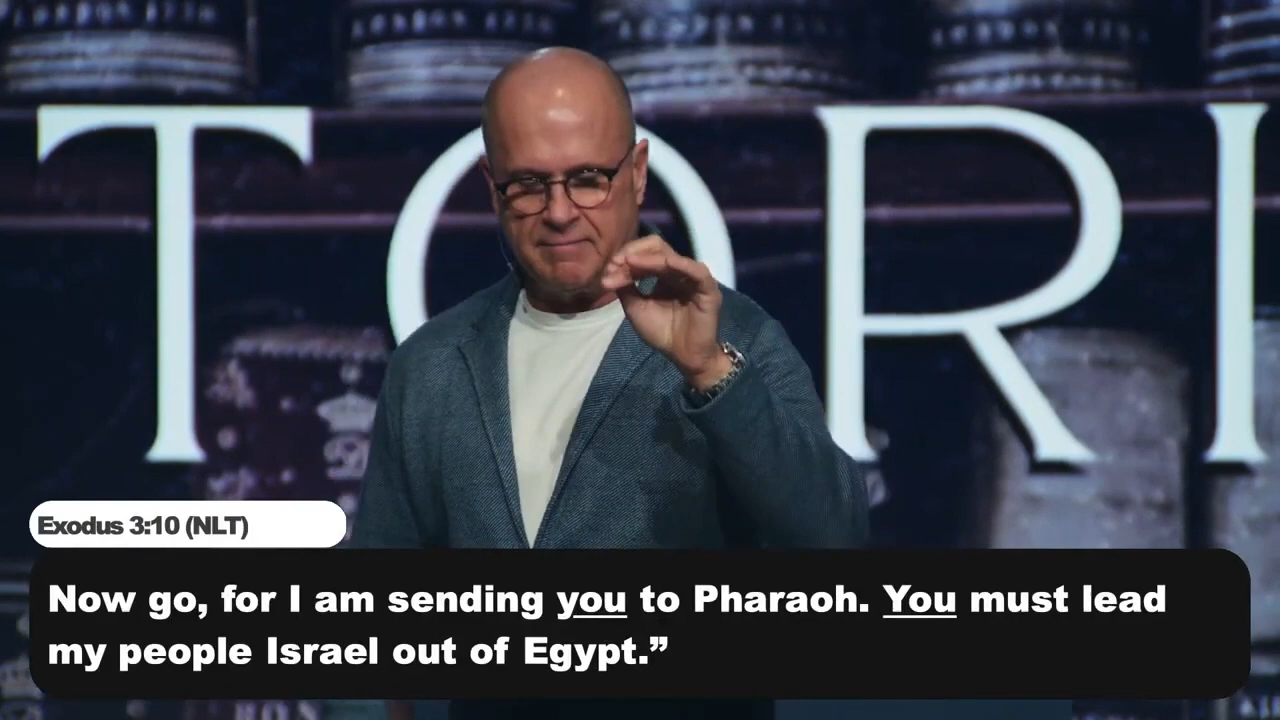 TORI
Exodus 3:10 (NLT)
Now go, for I am sending you to Pharaoh. You must lead
my people Israel out of Egypt.”